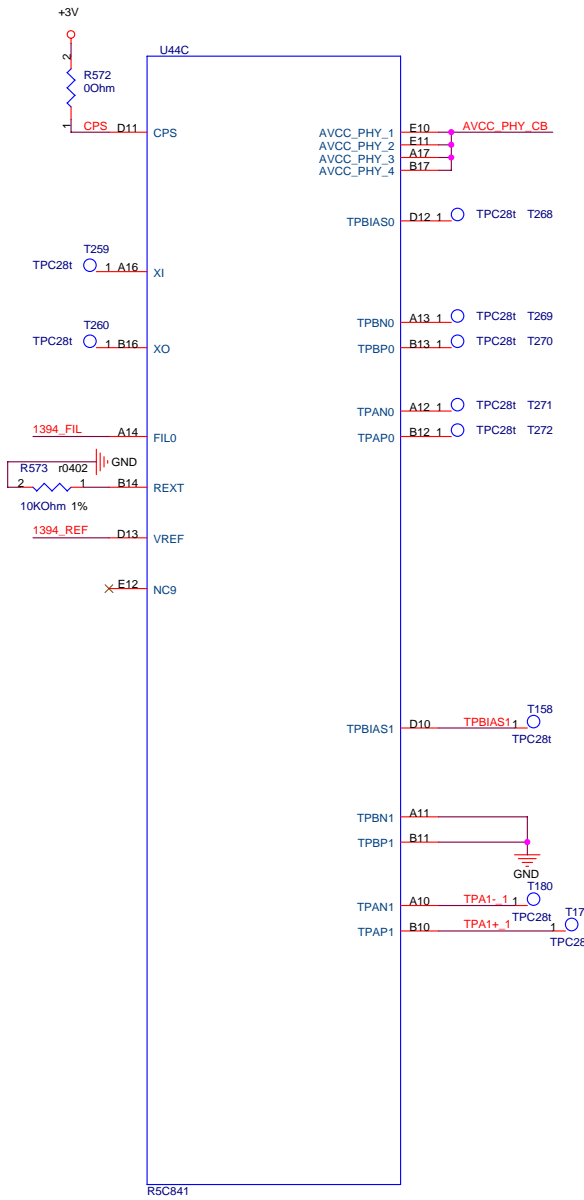 +3V
U44C
2
R572
0Ohm
1
CPS D11 CPS
AVCC_PHY_1 E10 AVCC_PHY_CB
AVCC_PHY_2 E11
AVCC_PHY_3 A17
AVCC_PHY_4 B17
TPBIAS0 D12 1 TPC28t T268
T259
TPC28t 1 A16 XI
TPBN0 A13 1 TPC28t T269
T260
TPC28t 1 B16 XO
TPBP0 B13 1 TPC28t T270
TPAN0 A12 1 TPC28t T271
1394_FIL A14 FIL0
TPAP0 B12 1 TPC28t T272
GND
R573 r0402
2 1 B14 REXT
10KOhm 1%
1394_REF D13 VREF
E12 NC9
T158
TPBIAS1 D10 TPBIAS1 1
TPC28t
TPBN1 A11
TPBP1 B11
GND
T180
TPAN1 A10 TPA1-_1 1
TPC28t
T17
TPAP1 B10 TPA1+_1 1
TPC28
R5C841